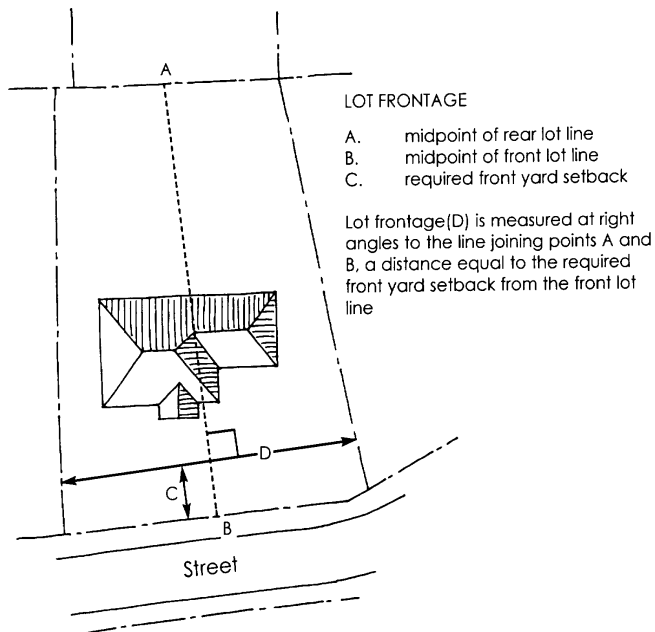 A
LOT FRONTAGE
A. midpoint of rear lot line
B. midpoint of front lot line
C. required front yard setback
Lot frontage(D) is measured at right
angles to the line joining points A and
B, a distance equal to the required
front yard setback from the front lot
line
D
C
B
Street